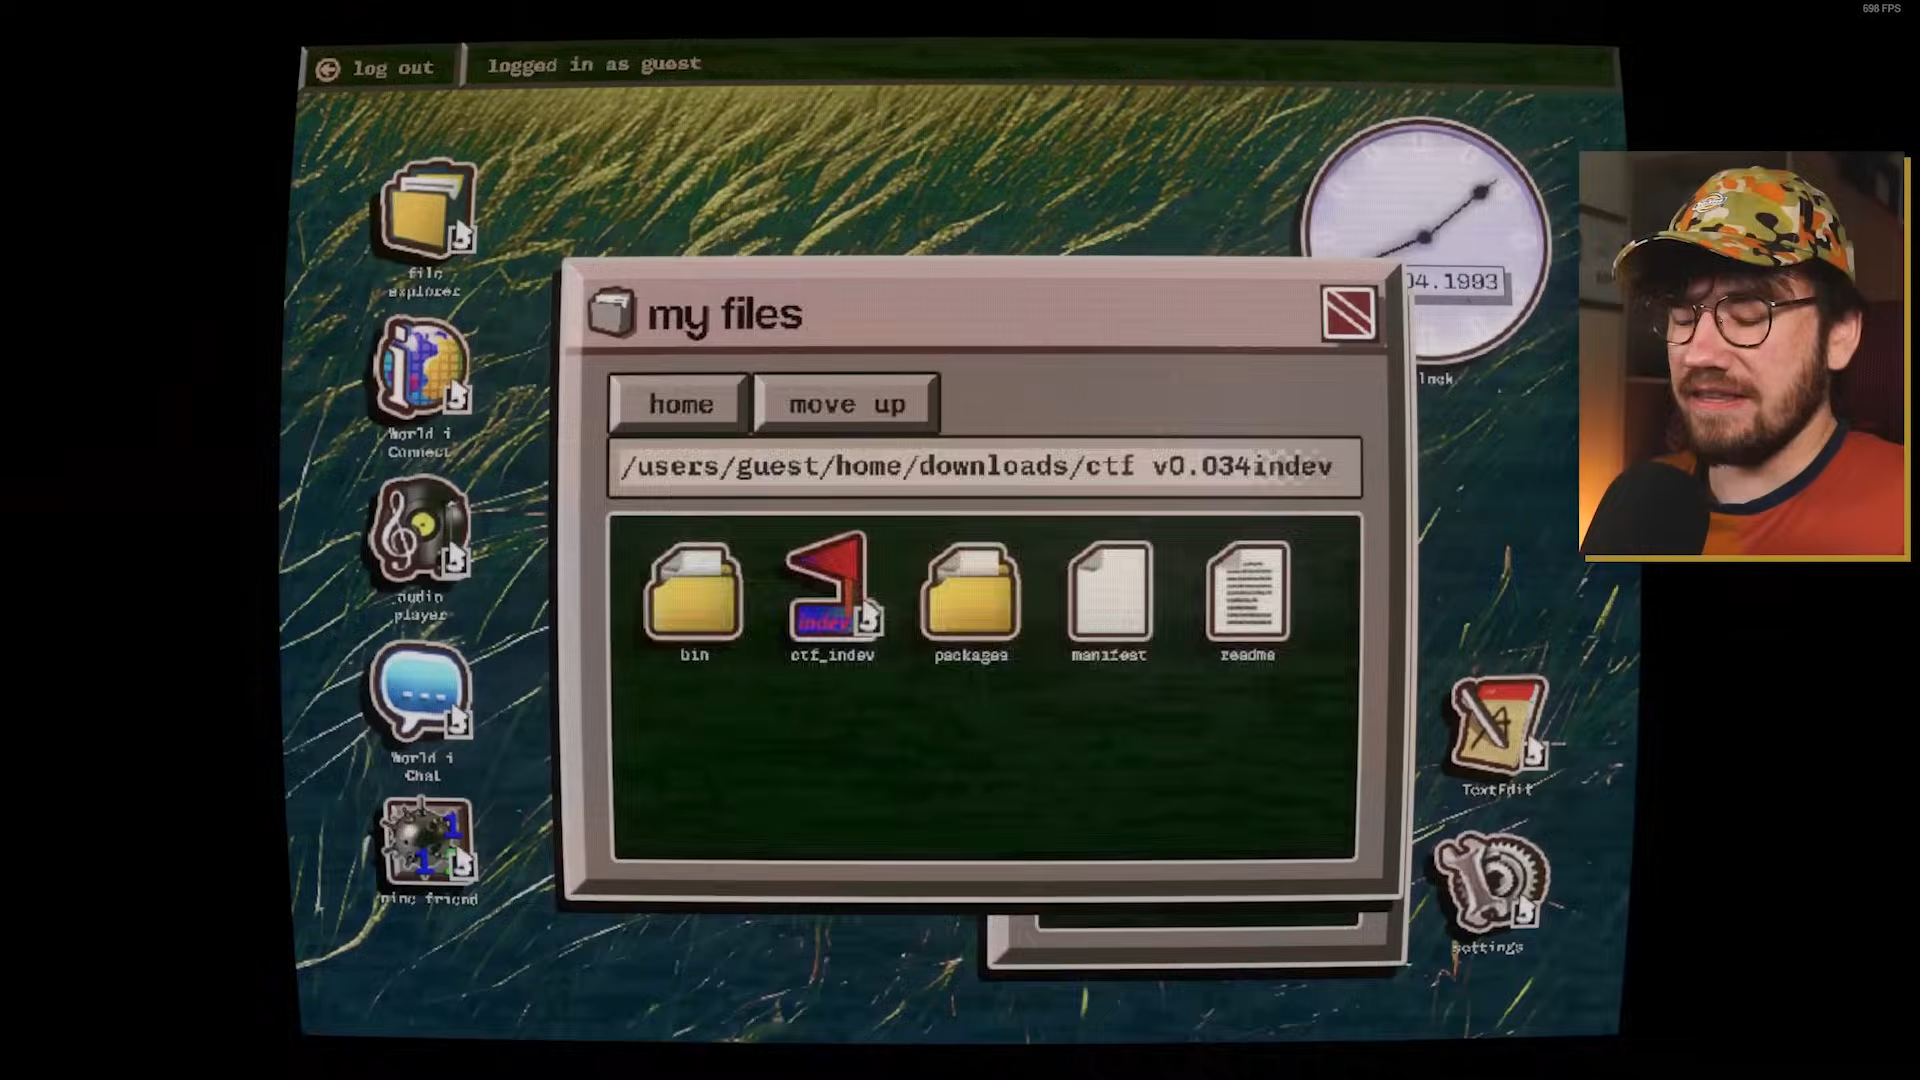 698 FPS
log out
logged in as guest
file
explorer
World i
Connect
audio
player
World i
Chat
mine friend
04.1993
my files
home
move up
/users/guest/home/downloads/ctf v0.034indev
indev
bin
ctf_indev
packages
manifest
readme
TextEdit
settings